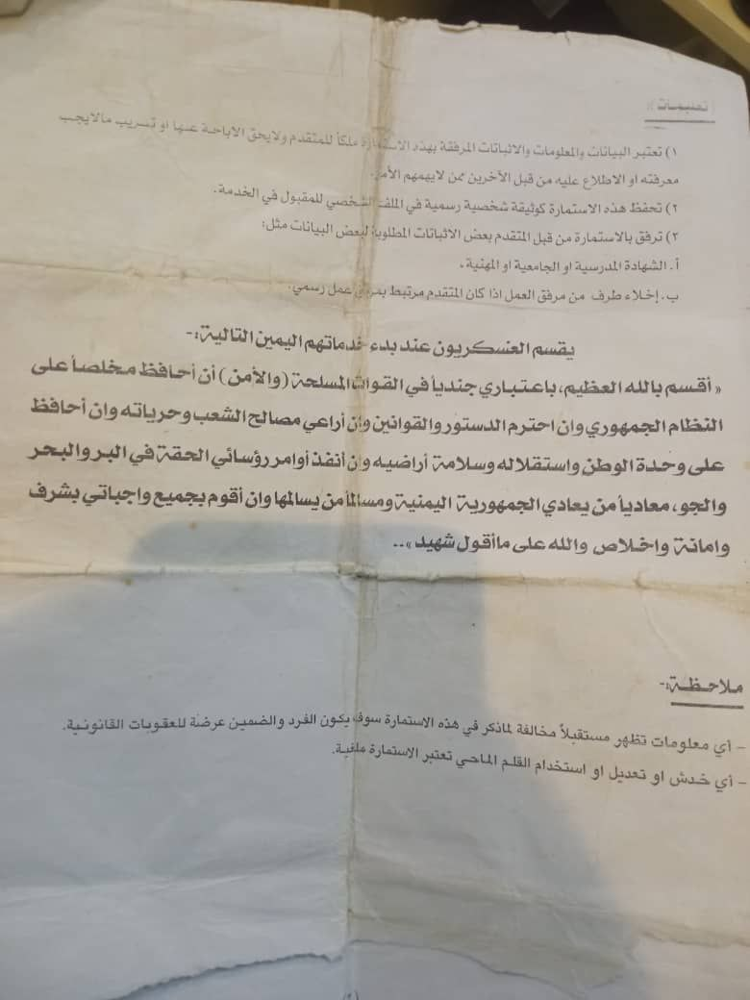 تعليمات :
١) تعتبر البيانات والمعلومات والاثباتات المرفقة بهذه الاستمارة ملكاً للمتقدم ولايحق الاباحة عنها او تسريب مالايجب
معرفته او الاطلاع عليه من قبل الآخرين ممن لايهمهم الأمر.
٢) تحفظ هذه الاستمارة كوثيقة شخصية رسمية في الملف الشخصي للمقبول في الخدمة.
٣) ترفق بالاستمارة من قبل المتقدم بعض الاثباتات المطلوبة لبعض البيانات مثل:
أ. الشهادة المدرسية او الجامعية او المهنية.
ب. إخلاء طرف من مرفق العمل اذا كان المتقدم مرتبط عمل رسمي.
يقسم العسكريون عند بدء خدماتهم اليمين التالية:-
« أقسم بالله العظيم، باعتباري جندياً في القوات المسلحة (والأمن) أن أحافظ مخلصاً على
النظام الجمهوري وان احترم الدستور والقوانين وأن أراعي مصالح الشعب وحرياته وان أحافظ
على وحدة الوطن واستقلاله وسلامة أراضيه وان أنفذ أوامر رؤسائي الحقة في البر والبحر
والجو، معادياً من يعادي الجمهورية اليمنية ومسالماً من يسالمها وان أقوم بجميع واجباتي بشرف
وامانة واخلاص والله على ماأقول شهيد »..
ملاحظة:-
- أي معلومات تظهر مستقبلاً مخالفة لماذكر في هذه الاستمارة سوف يكون الفرد والضمين عرضة للعقوبات القانونية.
- أي خدش او تعديل او استخدام القلم الماحي تعتبر الاستمارة ملغية.